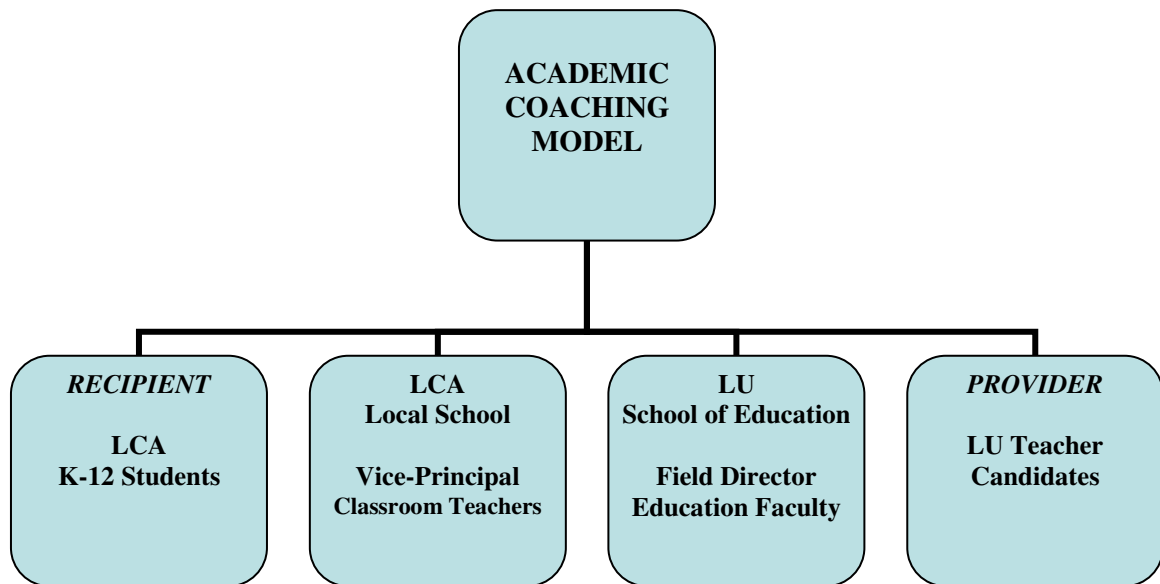 ACADEMIC
COACHING
MODEL
RECIPIENT
LCA
K-12 Students
LCA
Local School
Vice-Principal
Classroom Teachers
LU
School of Education
Field Director
Education Faculty
PROVIDER
LU Teacher
Candidates